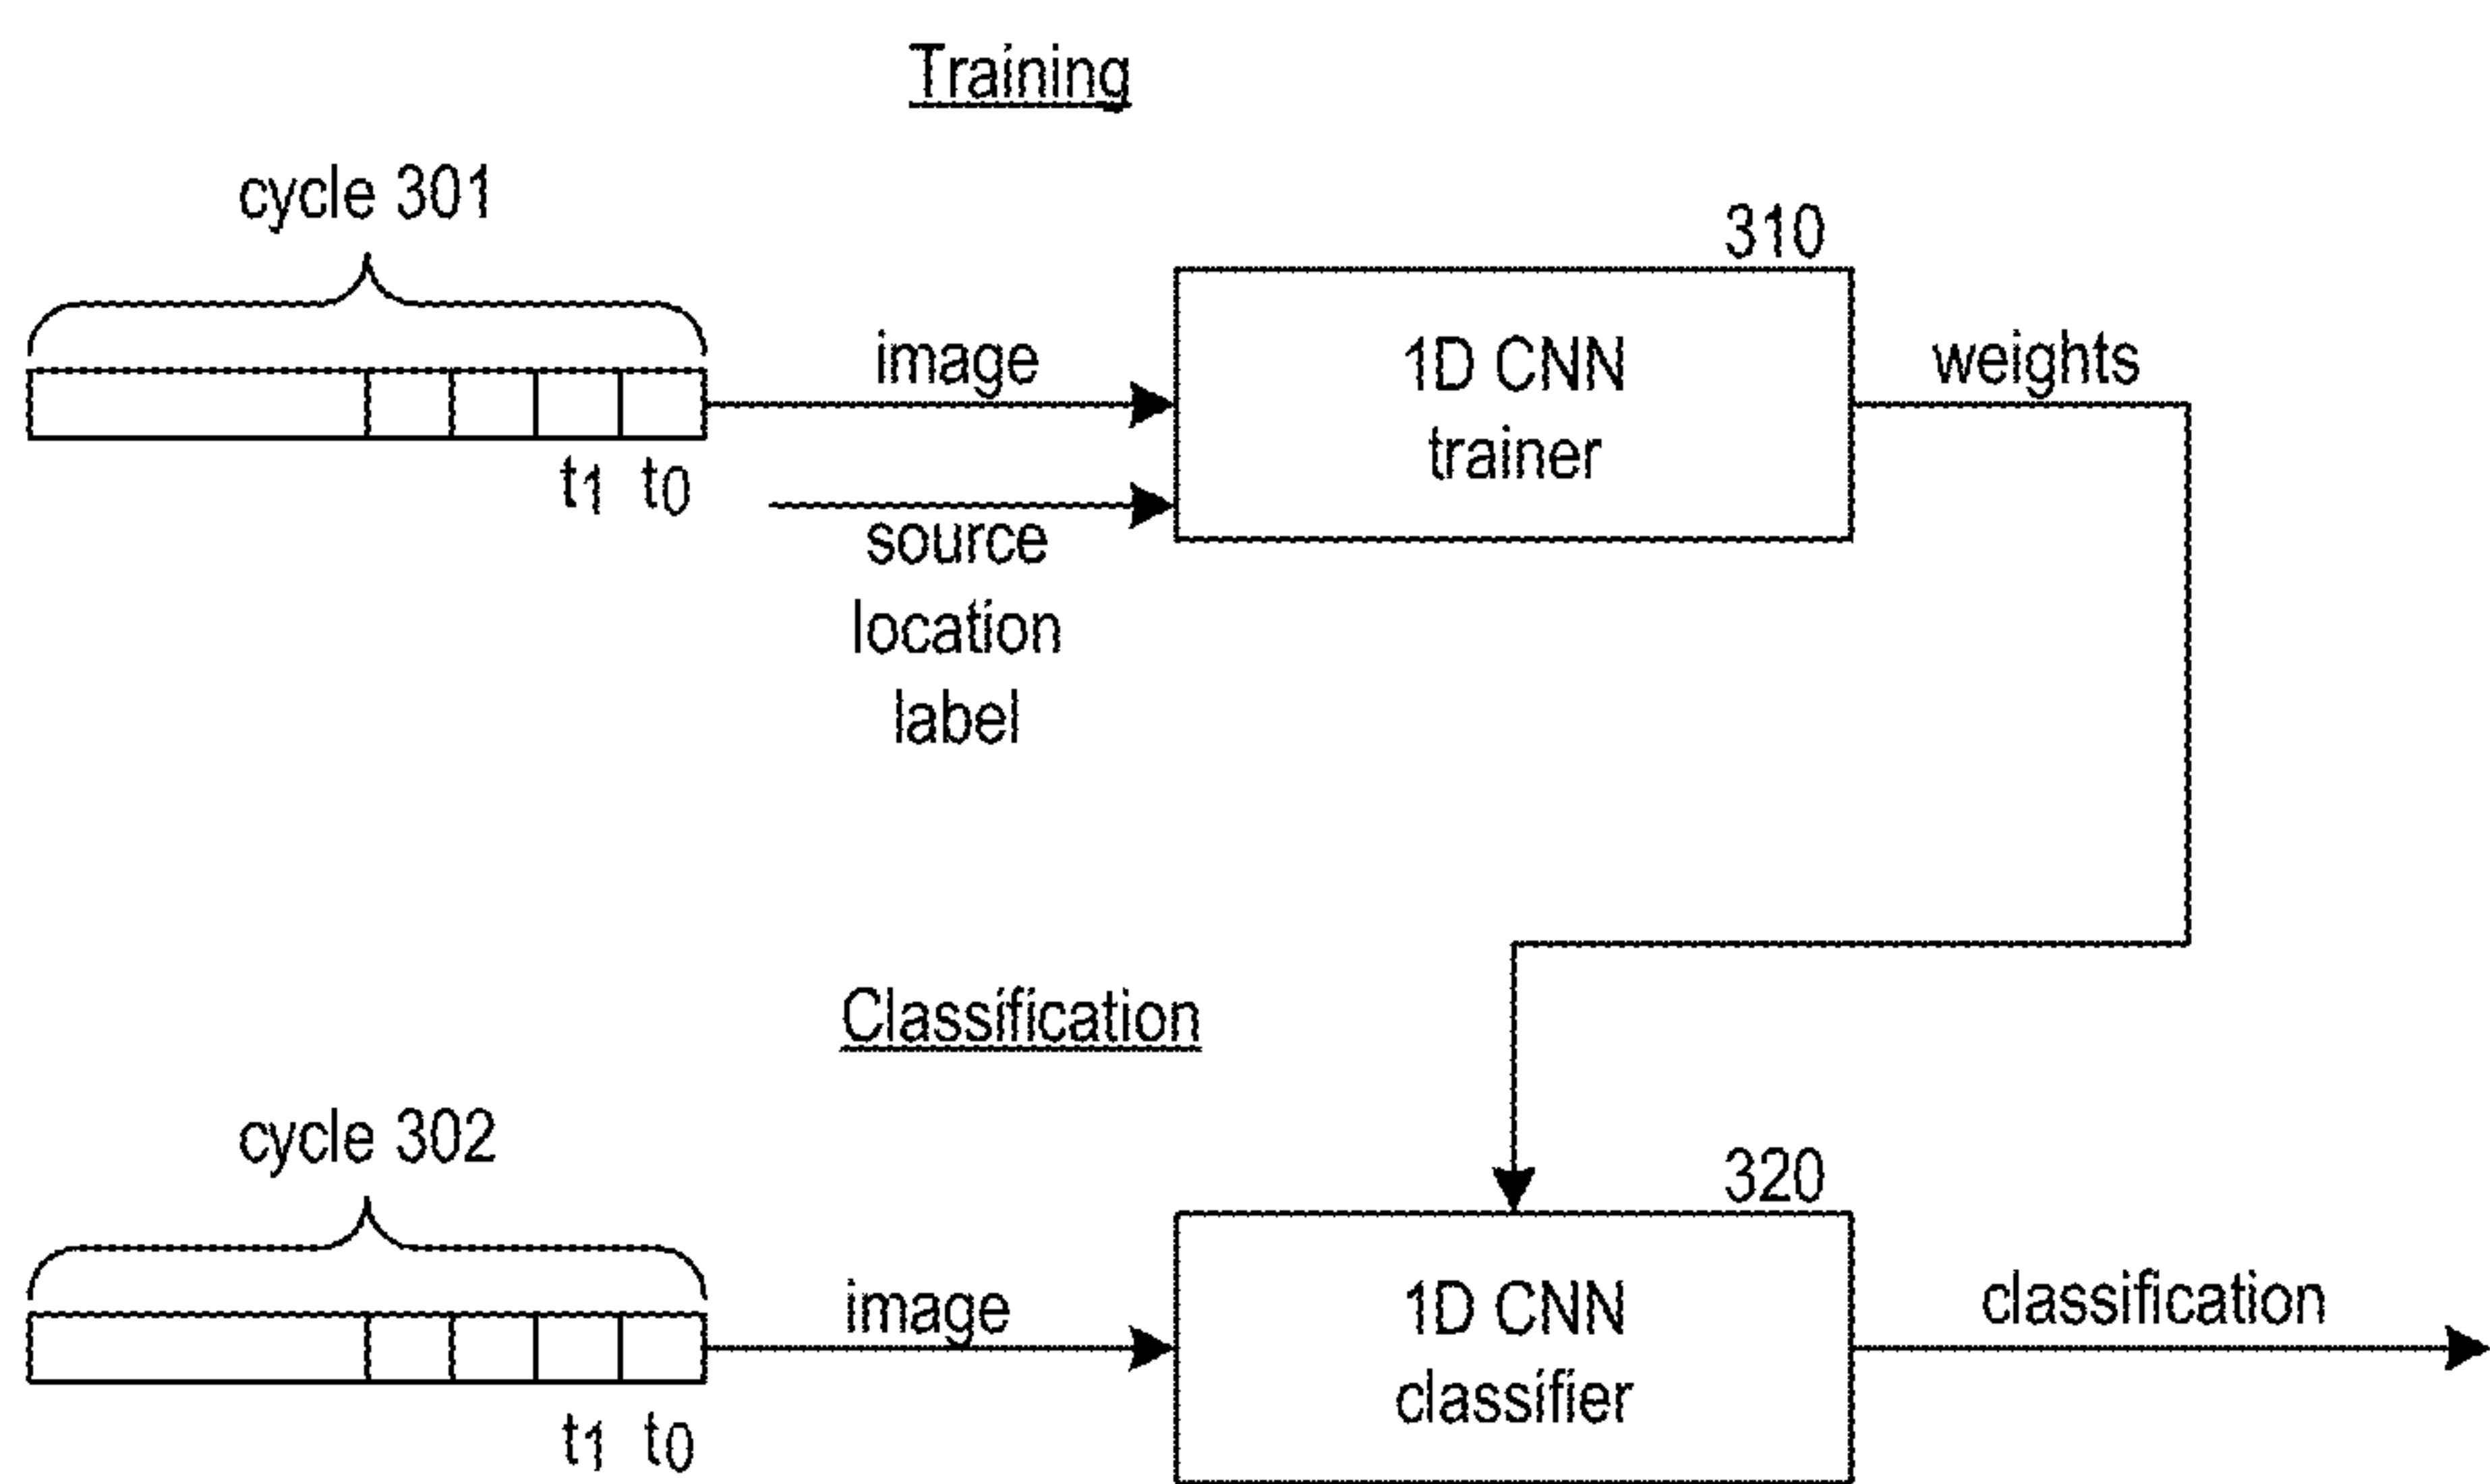 Training
cycle 301
t1 t0
image
source
location
label
310
1D CNN
trainer
weights
Classification
cycle 302
t1 t0
image
320
1D CNN
classifier
classification